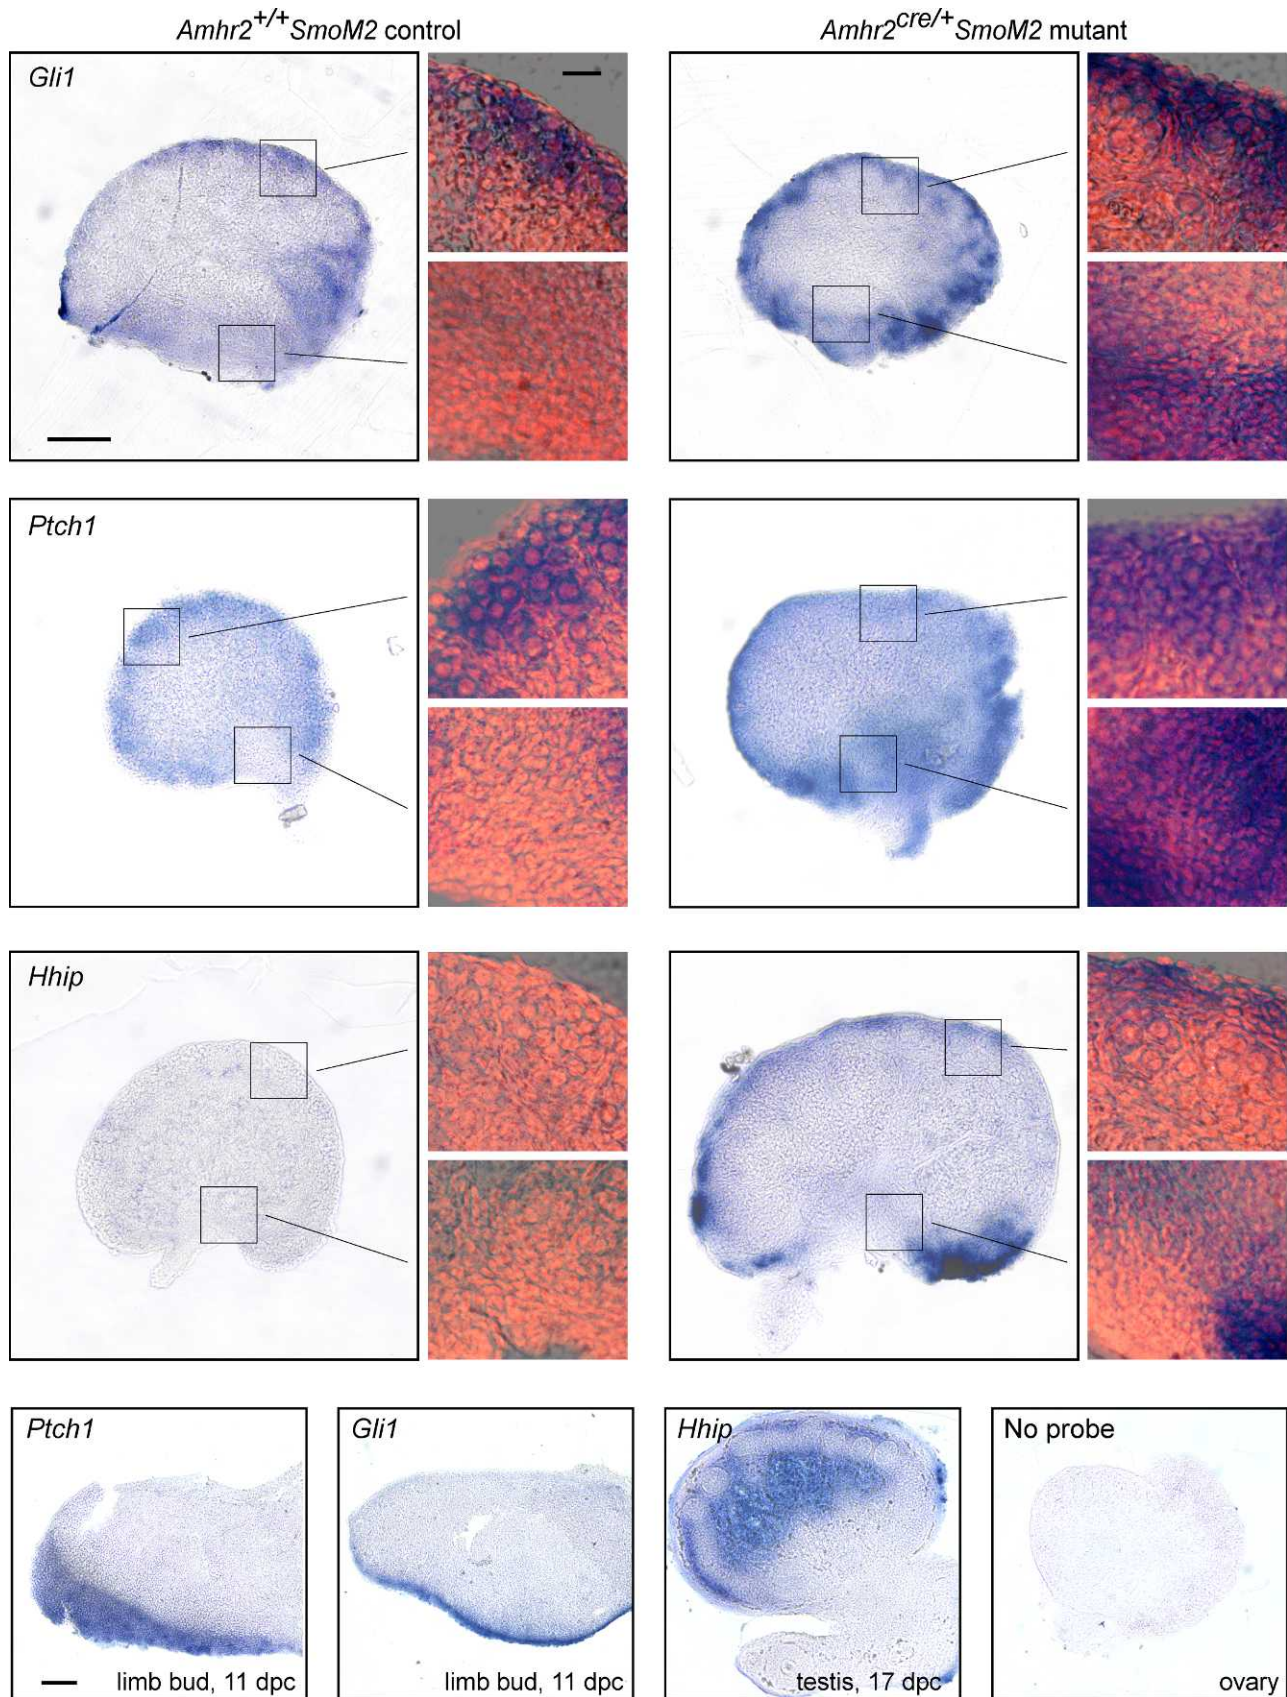 Amhr2+/+SmoM2 control
Amhr2cre/+SmoM2 mutant
Gli1
Ptch1
Hhip
Ptch1
limb bud, 11 dpc
Gli1
limb bud, 11 dpc
Hhip
testis, 17 dpc
No probe
ovary